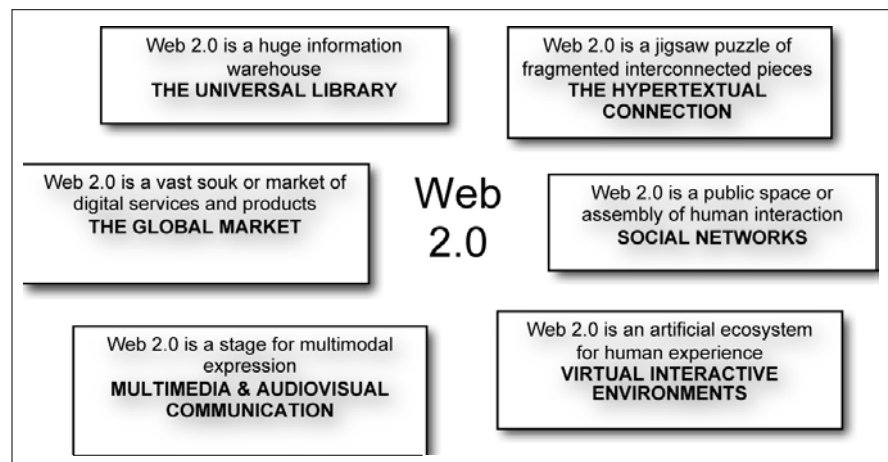 Web 2.0 is a huge information
warehouse
THE UNIVERSAL LIBRARY
Web 2.0 is a jigsaw puzzle of
fragmented interconnected pieces
THE HYPERTEXTUAL
CONNECTION
Web 2.0 is a vast souk or market of
digital services and products
THE GLOBAL MARKET
Web
2.0
Web 2.0 is a public space or
assembly of human interaction
SOCIAL NETWORKS
Web 2.0 is a stage for multimodal
expression
MULTIMEDIA & AUDIOVISUAL
COMMUNICATION
Web 2.0 is an artificial ecosystem
for human experience
VIRTUAL INTERACTIVE
ENVIRONMENTS